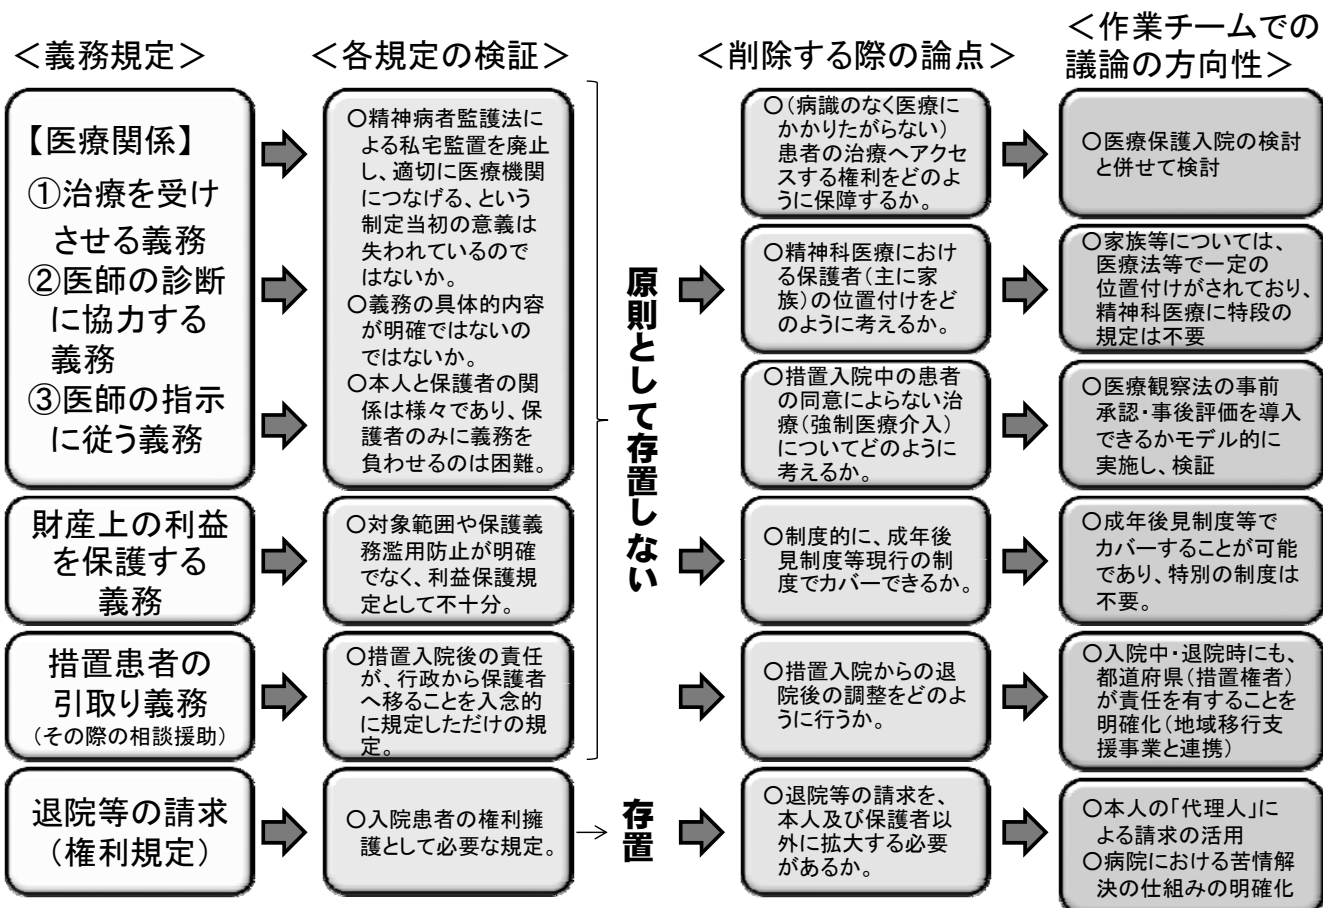 ＜義務規定＞
＜各規定の検証＞
＜削除する際の論点＞
＜作業チームでの
議論の方向性＞
【医療関係】
①治療を受け
させる義務
②医師の診断
に協力する
義務
③医師の指示
に従う義務
○精神病者監護法に
よる私宅監置を廃止
し、適切に医療機関
につなげる、という
制定当初の意義は
失われているので
はないか。
○義務の具体的内容
が明確ではないの
ではないか。
○本人と保護者の関
係は様々であり、保
護者のみに義務を
負わせるのは困難。
原則として存置しない
○（病識のなく医療に
かかりたがらない）
患者の治療へアクセ
スする権利をどのよ
うに保障するか。
○医療保護入院の検討
と併せて検討
○精神科医療におけ
る保護者（主に家
族）の位置付けをど
のように考えるか。
○家族等については、
医療法等で一定の
位置付けがされており、
精神科医療に特段の
規定は不要
○措置入院中の患者
の同意によらない治
療（強制医療介入）
についてどのように
考えるか。
○医療観察法の事前
承認・事後評価を導入
できるかモデル的に
実施し、検証
財産上の利益
を保護する
義務
○対象範囲や保護義
務濫用防止が明確
でなく、利益保護規
定として不十分。
○制度的に、成年後
見制度等現行の制
度でカバーできるか。
○成年後見制度等で
カバーすることが可能
であり、特別の制度は
不要。
措置患者の
引取り義務
（その際の相談援助）
○措置入院後の責任
が、行政から保護者
へ移ることを入念的
に規定しただけの規
定。
○措置入院からの退
院後の調整をどのよ
うに行うか。
○入院中・退院時にも、
都道府県（措置権者）
が責任を有することを
明確化（地域移行支
援事業と連携）
退院等の請求
（権利規定）
○入院患者の権利擁
護として必要な規定。
存置
○退院等の請求を、
本人及び保護者以
外に拡大する必要
があるか。
○本人の「代理人」に
よる請求の活用
○病院における苦情解
決の仕組みの明確化